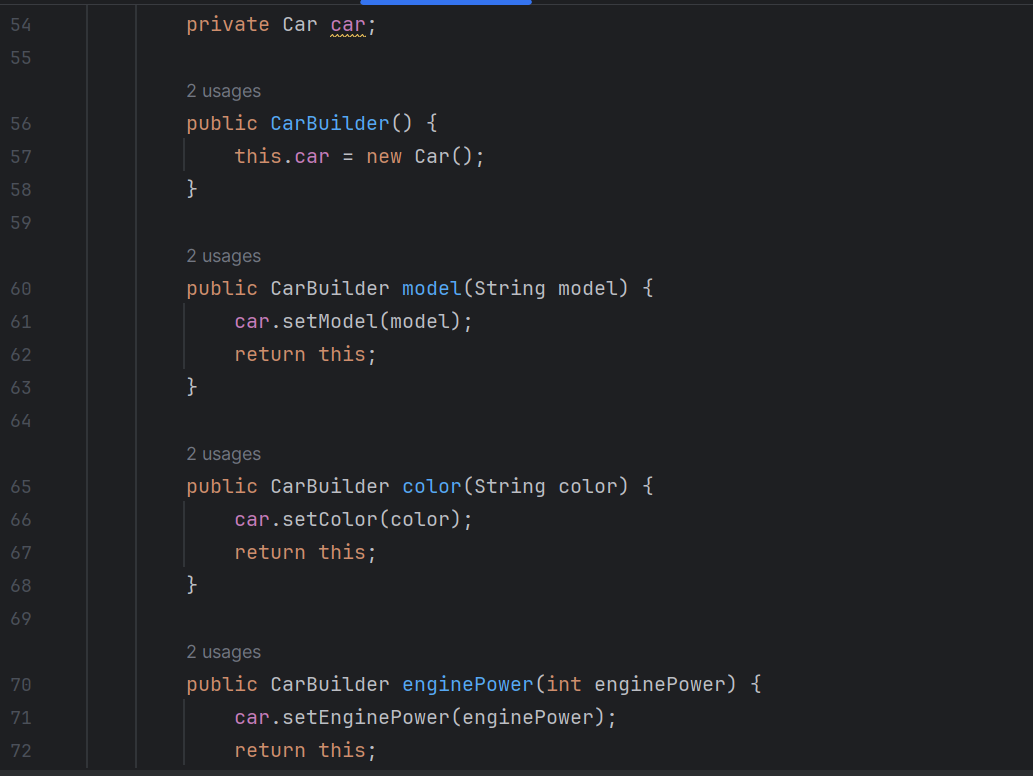 54 private Car car;
55
2 usages
56 public CarBuilder() {
57 this.car = new Car();
58 }
59
2 usages
60 public CarBuilder model(String model) {
61 car.setModel(model);
62 return this;
63 }
64
2 usages
65 public CarBuilder color(String color) {
66 car.setColor(color);
67 return this;
68 }
69
2 usages
70 public CarBuilder enginePower(int enginePower) {
71 car.setEnginePower(enginePower);
72 return this;